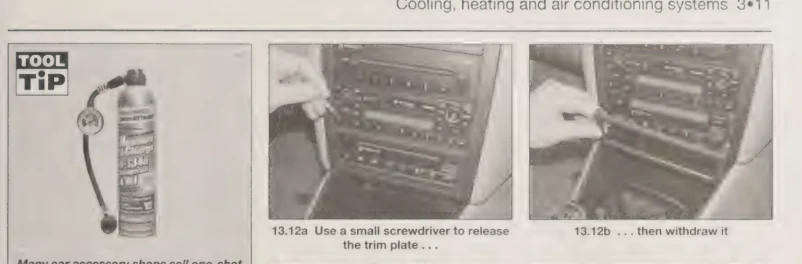 Cooling, heating and air conditioning systems 3•11
TOOL
TiP
13.12a Use a small screwdriver to release
the trim plate . . .
13.12b . . . then withdraw it
Many car accessory shops sell one-shot